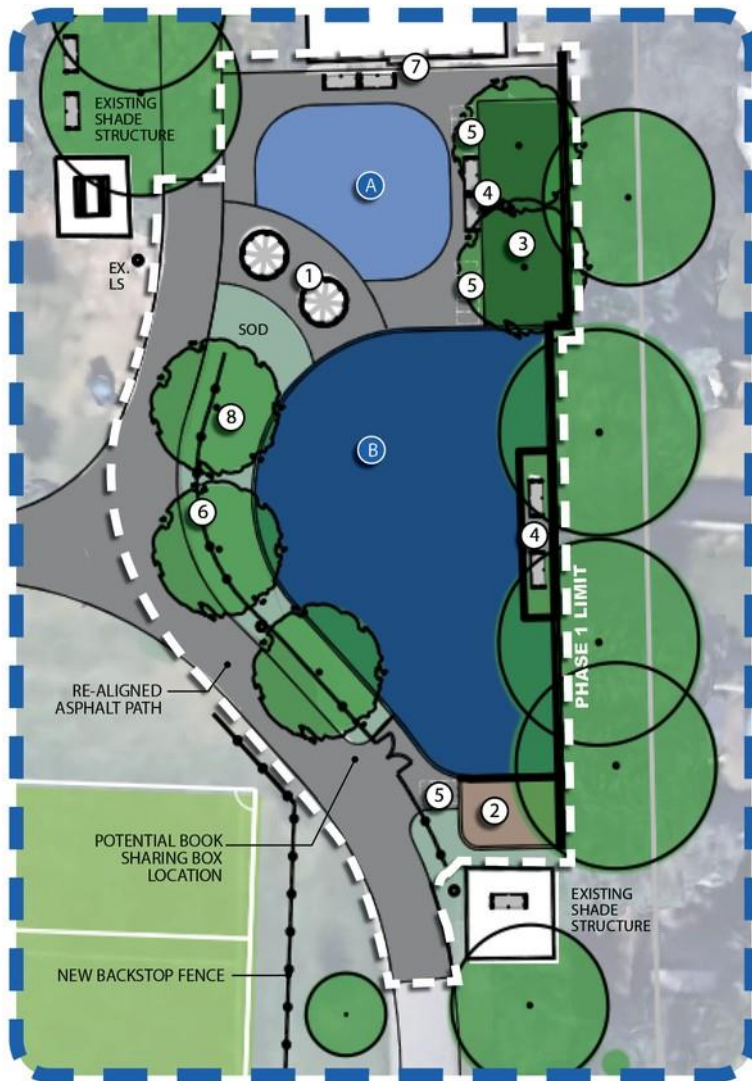 7
EXISTING
SHADE
STRUCTURE
5
A
4
3
EX.
LS
1
5
SOD
8
B
6
4
PHASE 1 LIMIT
RE-ALIGNED
ASPHALT PATH
5
2
POTENTIAL BOOK
SHARING BOX
LOCATION
EXISTING
SHADE
STRUCTURE
NEW BACKSTOP FENCE